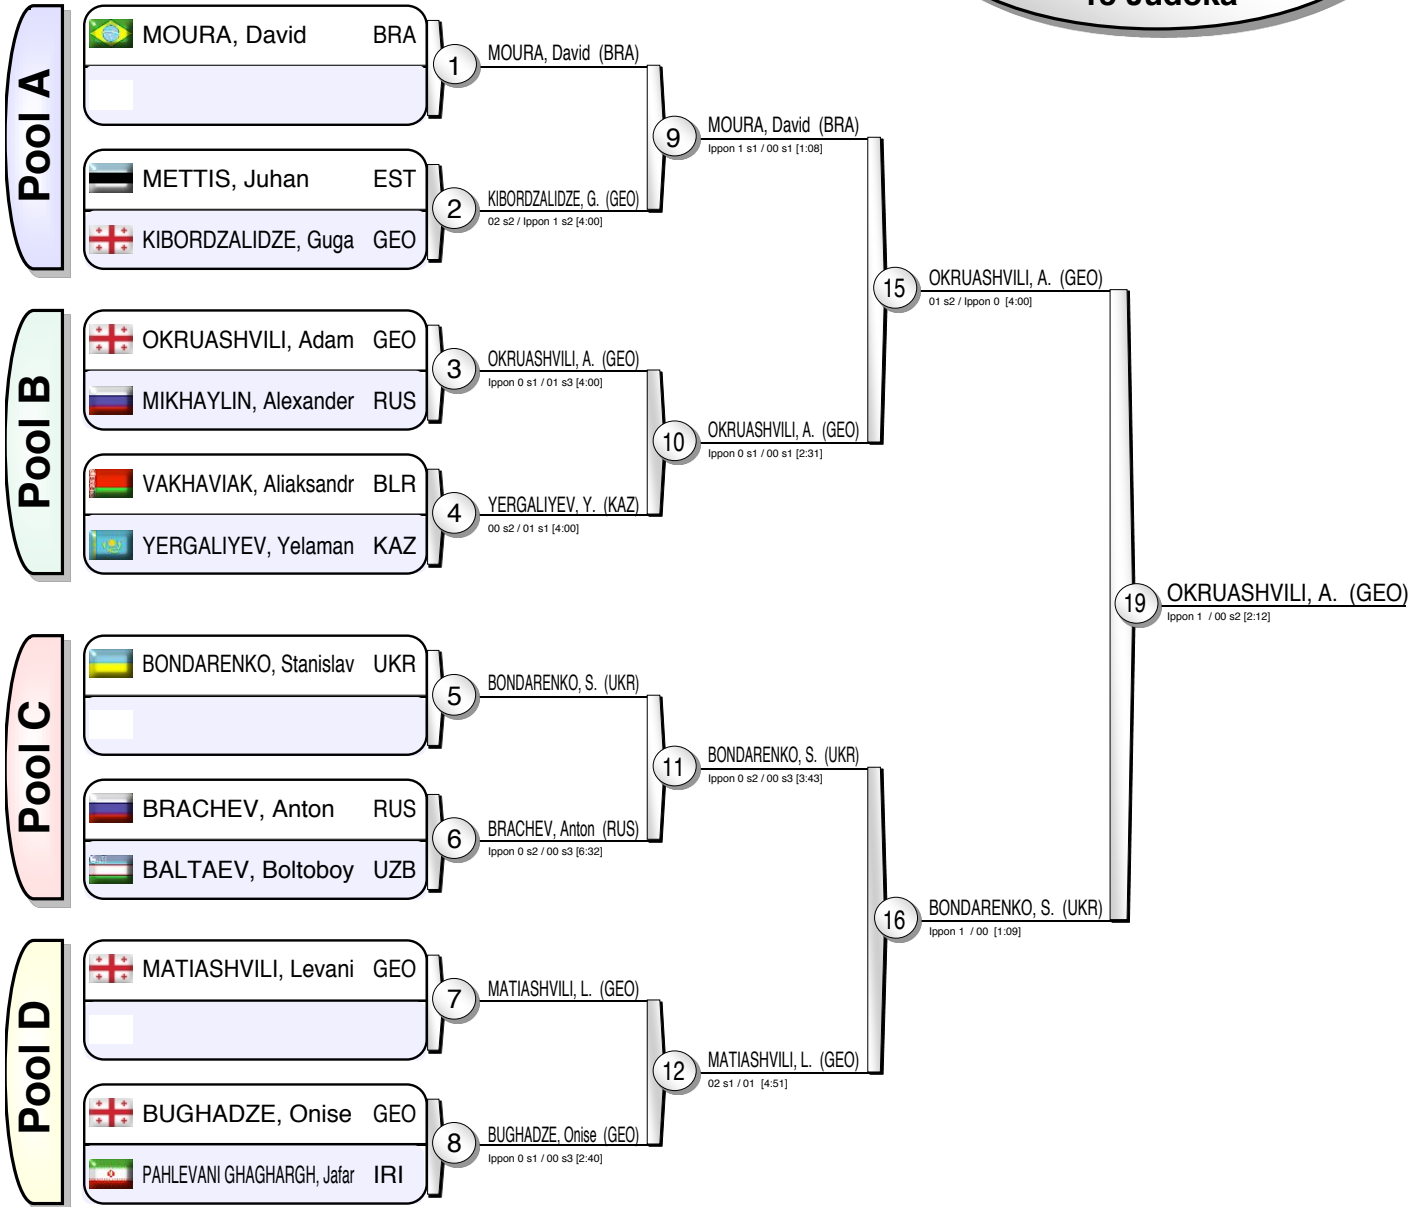 13 Judoka
Pool A
MOURA, David BRA
METTIS, Juhan EST
KIBORDZALIDZE, Guga GEO
1
MOURA, David (BRA)
2
KIBORDZALIDZE, G. (GEO)
02 s2 / Ippon 1 s2 [4:00]
9
MOURA, David (BRA)
Ippon 1 s1 / 00 s1 [1:08]
Pool B
OKRUASHVILI, Adam GEO
MIKHAYLIN, Alexander RUS
VAKHAVIAK, Aliaksandr BLR
YERGALIYEV, Yelaman KAZ
3
OKRUASHVILI, A. (GEO)
Ippon 0 s1 / 01 s3 [4:00]
4
YERGALIYEV, Y. (KAZ)
00 s2 / 01 s1 [4:00]
10
OKRUASHVILI, A. (GEO)
Ippon 0 s1 / 00 s1 [2:31]
15
OKRUASHVILI, A. (GEO)
01 s2 / Ippon 0 [4:00]
Pool C
BONDARENKO, Stanislav UKR
BRACHEV, Anton RUS
BALTAEV, Boltoboy UZB
5
BONDARENKO, S. (UKR)
6
BRACHEV, Anton (RUS)
Ippon 0 s2 / 00 s3 [6:32]
11
BONDARENKO, S. (UKR)
Ippon 0 s2 / 00 s3 [3:43]
Pool D
MATIASHVILI, Levani GEO
BUGHADZE, Onise GEO
PAHLEVANI GHAGHARGH, Jafar IRI
7
MATIASHVILI, L. (GEO)
8
BUGHADZE, Onise (GEO)
Ippon 0 s1 / 00 s3 [2:40]
12
MATIASHVILI, L. (GEO)
02 s1 / 01 [4:51]
16
BONDARENKO, S. (UKR)
Ippon 1 / 00 [1:09]
19
OKRUASHVILI, A. (GEO)
Ippon 1 / 00 s2 [2:12]